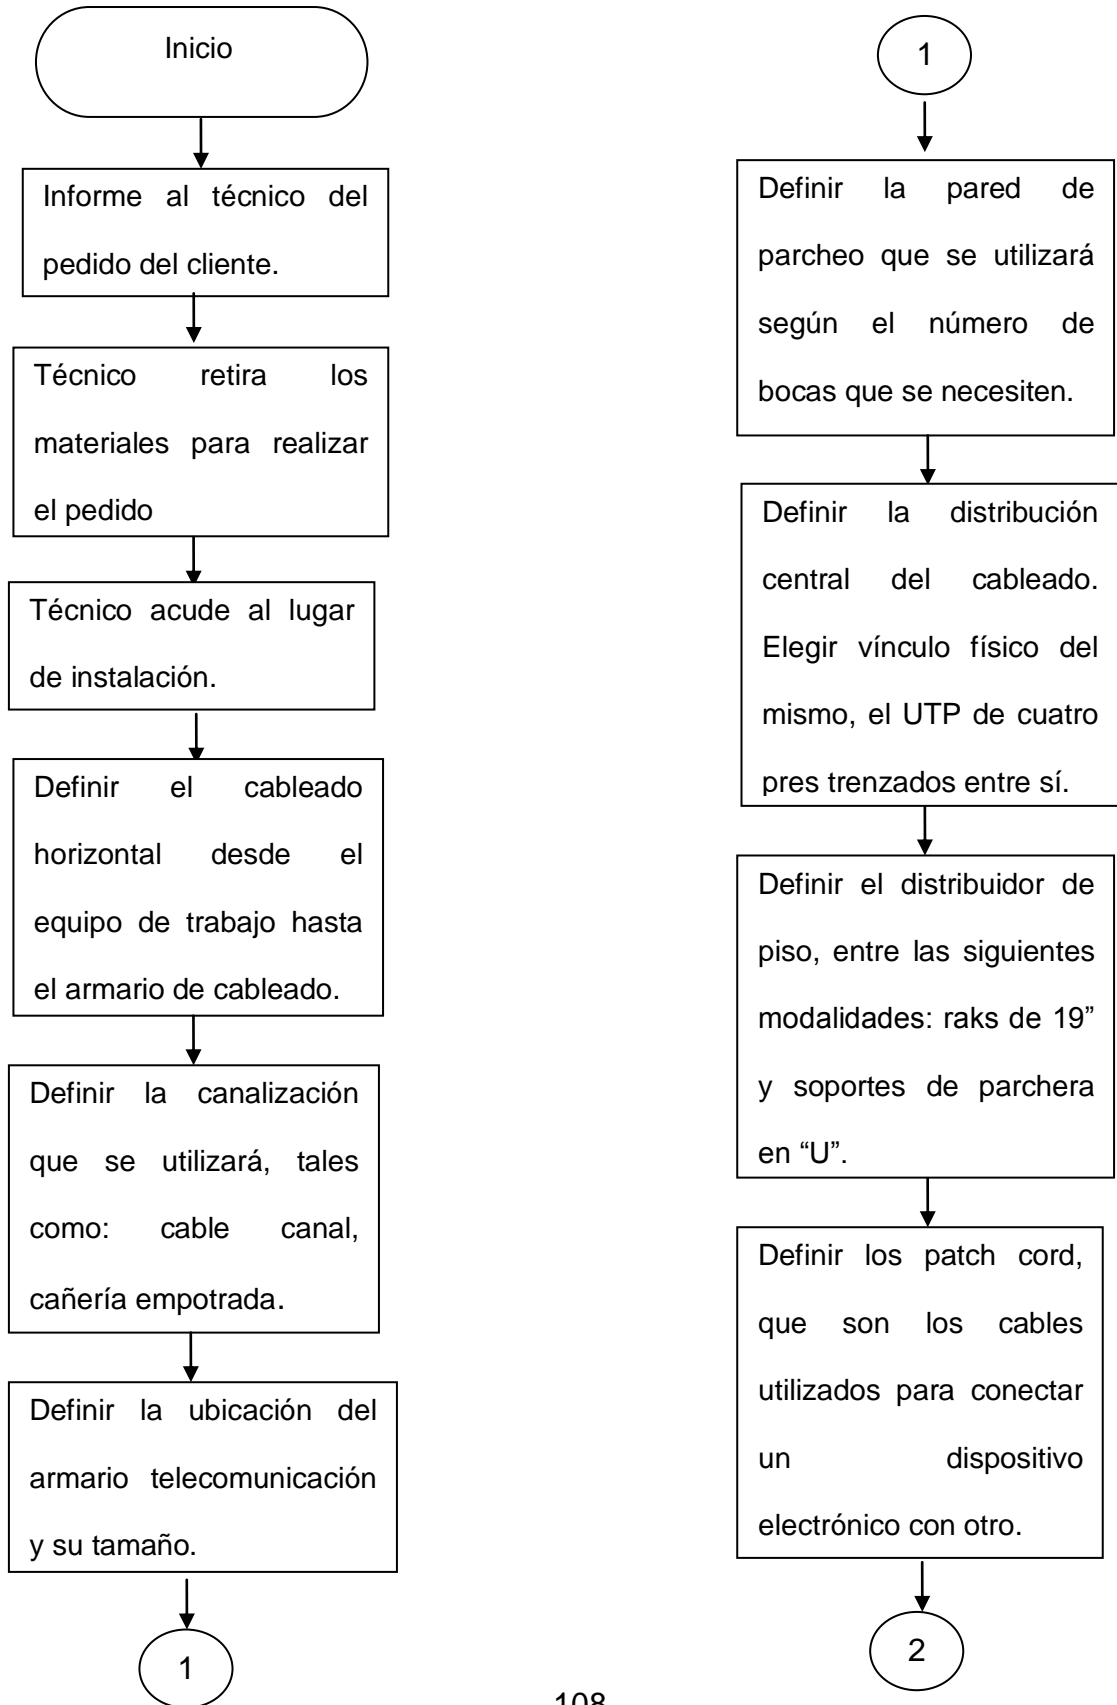 Inicio
Informe al técnico del
pedido del cliente.
Técnico retira los
materiales para realizar
el pedido
Técnico acude al lugar
de instalación.
Definir el cableado
horizontal desde el
equipo de trabajo hasta
el armario de cableado.
Definir la canalización
que se utilizará, tales
como: cable canal,
cañería empotrada.
Definir la ubicación del
armario telecomunicación
y su tamaño.
1
1
Definir la pared de
parcheo que se utilizará
según el número de
bocas que se necesiten.
Definir la distribución
central del cableado.
Elegir vínculo físico del
mismo, el UTP de cuatro
pres trenzados entre sí.
Definir el distribuidor de
piso, entre las siguientes
modalidades: raks de 19”
y soportes de parchera
en “U”.
Definir los patch cord,
que son los cables
utilizados para conectar
un dispositivo
electrónico con otro.
2
108